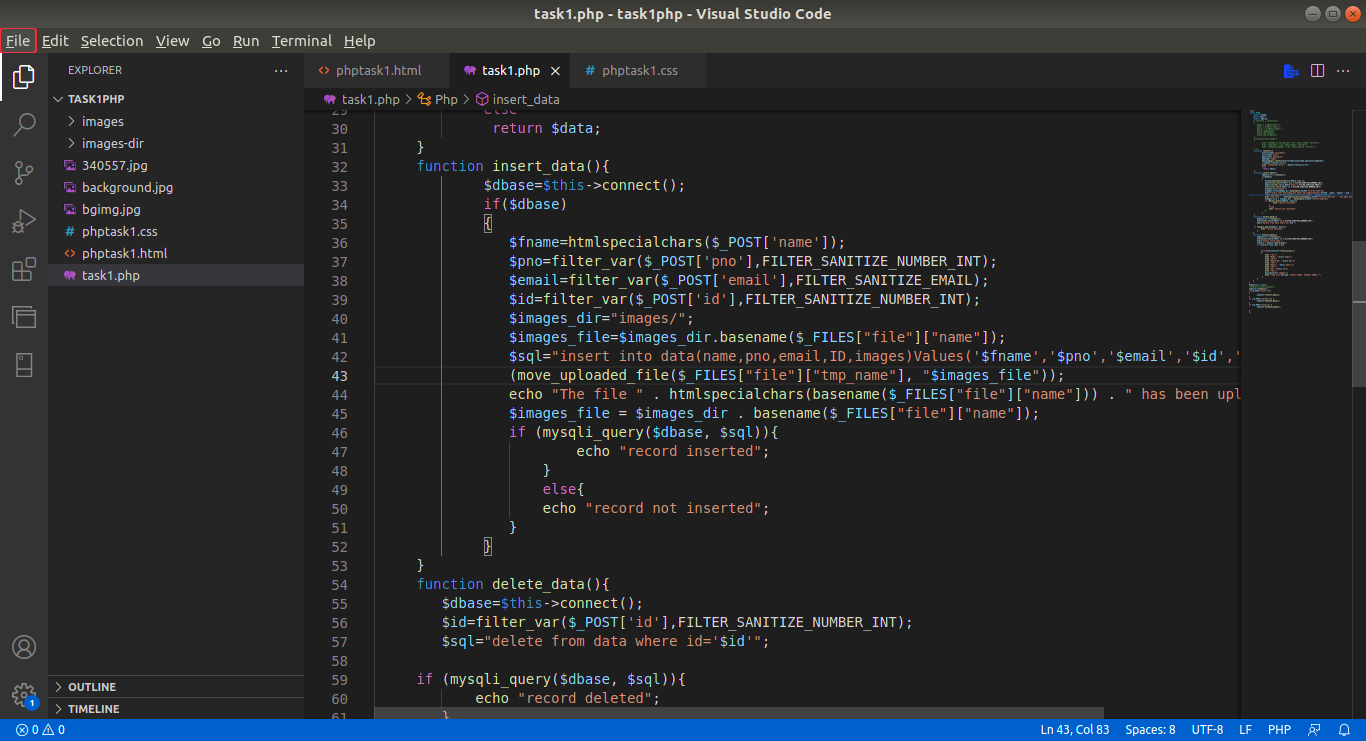 task1.php - task1php - Visual Studio Code
File Edit Selection View Go Run Terminal Help
EXPLORER
TASK1PHP
images
images-dir
340557.jpg
background.jpg
bgimg.jpg
phptask1.css
phptask1.html
task1.php
OUTLINE
TIMELINE
phptask1.html task1.php phptask1.css
task1.php > Php > insert_data
29 else
30 return $data;
31 }
32 function insert_data(){
33 $dbase=$this->connect();
34 if($dbase)
35 {
36 $fname=htmlspecialchars($_POST['name']);
37 $pno=filter_var($_POST['pno'],FILTER_SANITIZE_NUMBER_INT);
38 $email=filter_var($_POST['email'],FILTER_SANITIZE_EMAIL);
39 $id=filter_var($_POST['id'],FILTER_SANITIZE_NUMBER_INT);
40 $images_dir="images/";
41 $images_file=$images_dir.basename($_FILES["file"]["name"]);
42 $sql="insert into data(name,pno,email,ID,images)Values('$fname','$pno','$email','$id','
43 (move_uploaded_file($_FILES["file"]["tmp_name"], "$images_file"));
44 echo "The file " . htmlspecialchars(basename($_FILES["file"]["name"])) . " has been upl
45 $images_file = $images_dir . basename($_FILES["file"]["name"]);
46 if (mysqli_query($dbase, $sql)){
47 echo "record inserted";
48 }
49 else{
50 echo "record not inserted";
51 }
52 }
53 }
54 function delete_data(){
55 $dbase=$this->connect();
56 $id=filter_var($_POST['id'],FILTER_SANITIZE_NUMBER_INT);
57 $sql="delete from data where id='$id'";
58
59 if (mysqli_query($dbase, $sql)){
60 echo "record deleted";
61 }
1
0 0 Ln 43, Col 83 Spaces: 8 UTF-8 LF PHP